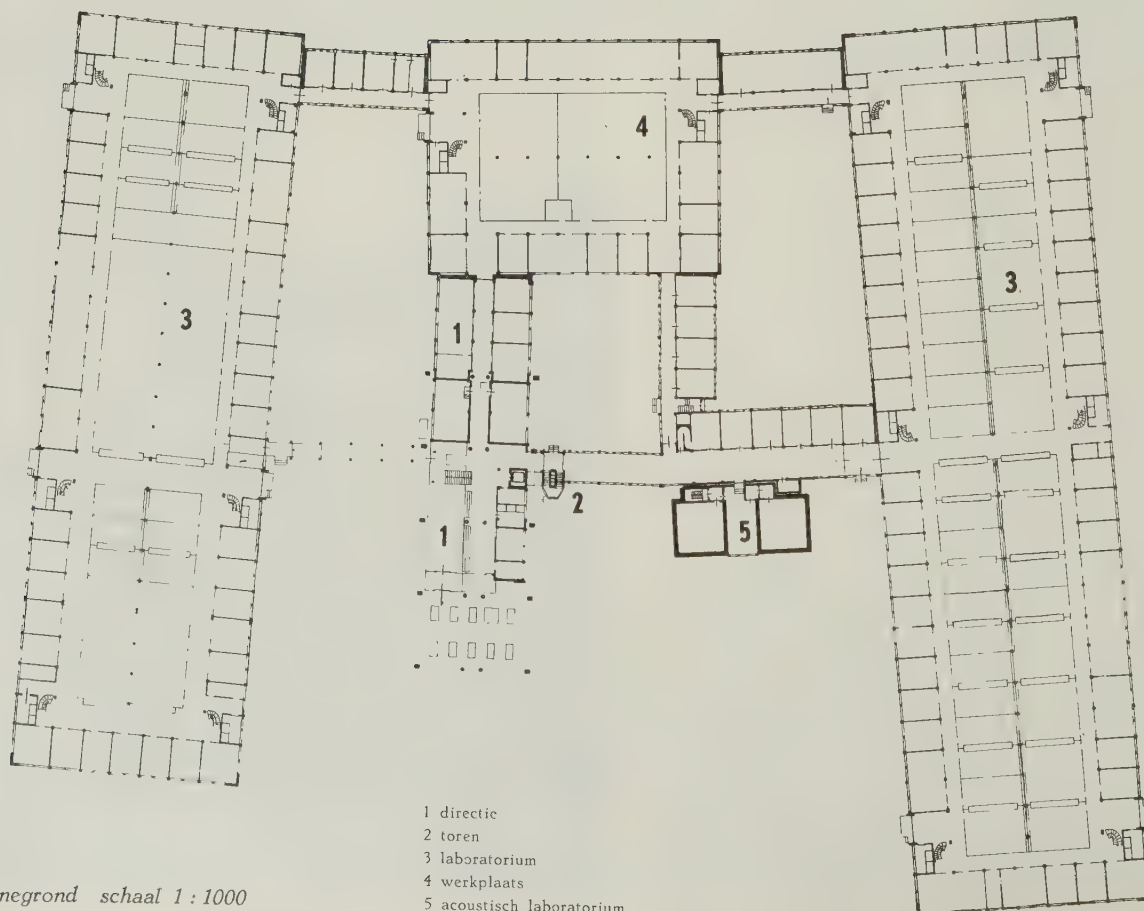 4
3
3
1
2
1
5
1 directie
2 toren
3 laboratorium
4 werkplaats
5 acoustisch laboratorium
negrond schaal 1 : 1000